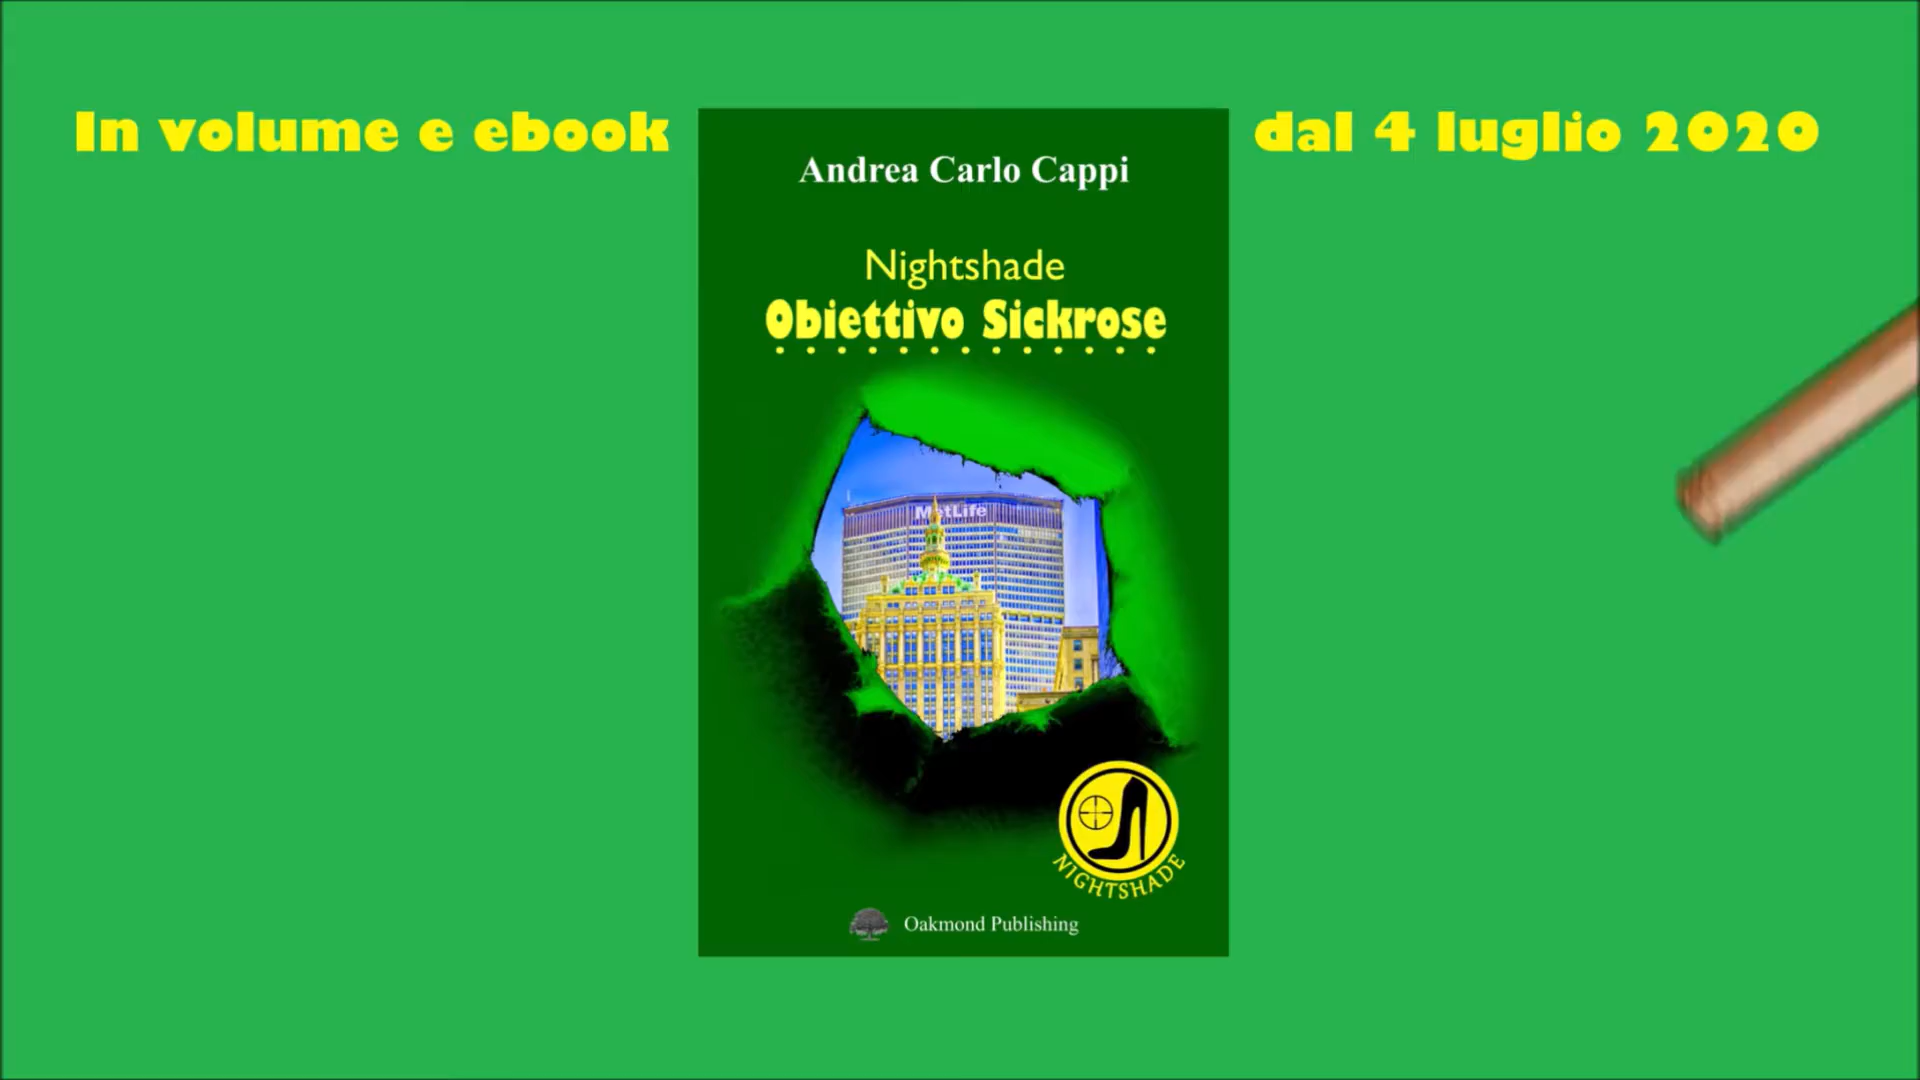 In volume e ebook
dal 4 luglio 2020
Andrea Carlo Cappi
Nightshade
Obiettivo Sickrose
MetLife
NIGHTSHADE
Oakmond Publishing